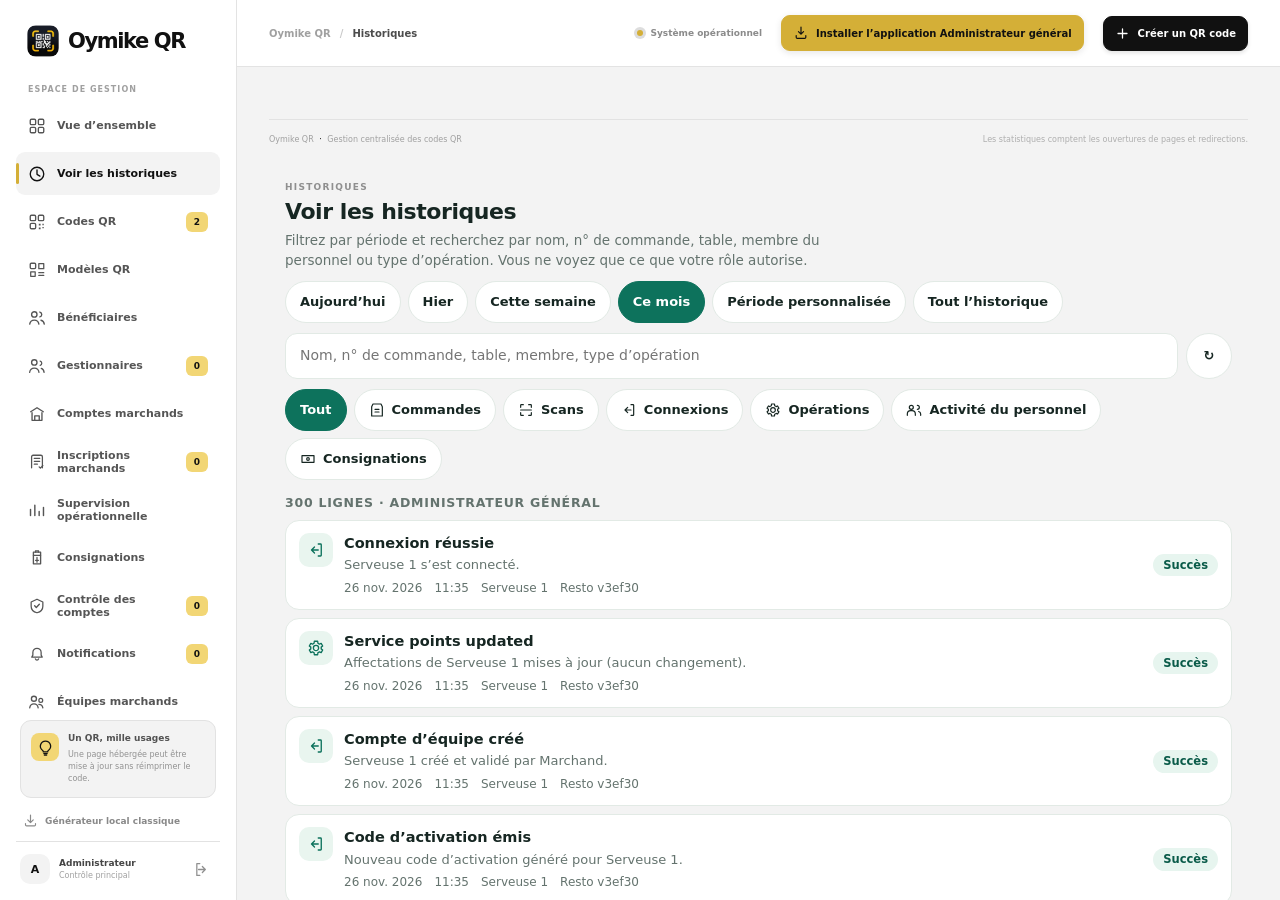 Oymike QR
ESPACE DE GESTION
Vue d’ensemble
Voir les historiques
Codes QR 2
Modèles QR
Bénéficiaires
Gestionnaires 0
Comptes marchands
Inscriptions
marchands 0
Supervision
opérationnelle
Consignations
Contrôle des
comptes 0
Notifications 0
Équipes marchands
Un QR, mille usages
Une page hébergée peut être
mise à jour sans réimprimer le
code.
Générateur local classique
A
Administrateur
Contrôle principal
Oymike QR / Historiques
Système opérationnel
Installer l’application Administrateur général
Créer un QR code
Oymike QR · Gestion centralisée des codes QR
Les statistiques comptent les ouvertures de pages et redirections.
HISTORIQUES
Voir les historiques
Filtrez par période et recherchez par nom, n° de commande, table, membre du
personnel ou type d’opération. Vous ne voyez que ce que votre rôle autorise.
Aujourd’hui Hier Cette semaine Ce mois Période personnalisée Tout l’historique
Nom, n° de commande, table, membre, type d’opération ↻
Tout Commandes Scans Connexions Opérations Activité du personnel
Consignations
300 LIGNES · ADMINISTRATEUR GÉNÉRAL
Connexion réussie
Serveuse 1 s’est connecté.
26 nov. 2026 11:35 Serveuse 1 Resto v3ef30
Succès
Service points updated
Affectations de Serveuse 1 mises à jour (aucun changement).
26 nov. 2026 11:35 Serveuse 1 Resto v3ef30
Succès
Compte d’équipe créé
Serveuse 1 créé et validé par Marchand.
26 nov. 2026 11:35 Serveuse 1 Resto v3ef30
Succès
Code d’activation émis
Nouveau code d’activation généré pour Serveuse 1.
26 nov. 2026 11:35 Serveuse 1 Resto v3ef30
Succès